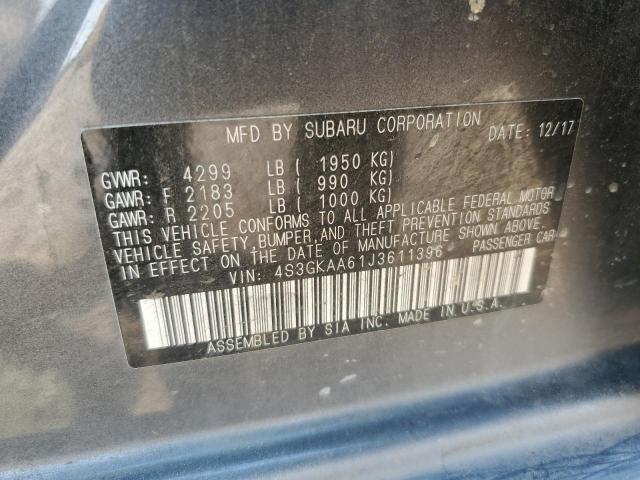 MFD BY SUBARU CORPORATION DATE: 12/17
GVWR: 4299 LB ( 1950 KG)
GAWR: F 2183 LB ( 990 KG)
GAWR: R 2205 LB ( 1000 KG)
THIS VEHICLE CONFORMS TO ALL APPLICABLE FEDERAL MOTOR
VEHICLE SAFETY, BUMPER, AND THEFT PREVENTION STANDARDS
IN EFFECT ON THE DATE OF MANUFACTURE SHOWN ABOVE.
VIN: 4S3GKAA61J3611396 PASSENGER CAR
ASSEMBLED BY SIA INC. MADE IN U.S.A.